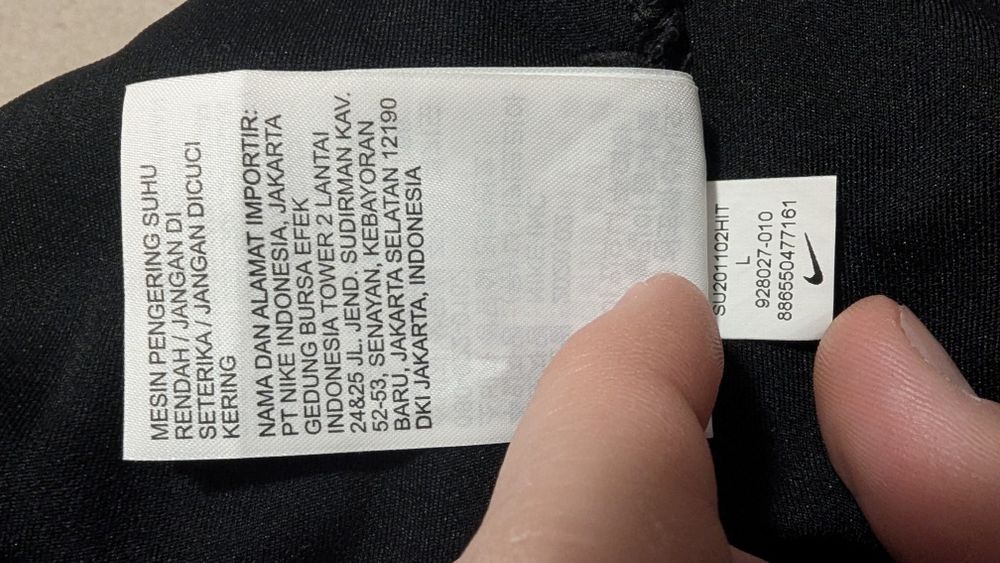 MESIN PENGERING SUHU
RENDAH / JANGAN DI
SETERIKA / JANGAN DICUCI
KERING
NAMA DAN ALAMAT IMPORTIR:
PT NIKE INDONESIA, JAKARTA
GEDUNG BURSA EFEK
INDONESIA TOWER 2 LANTAI
24&25 JL. JEND. SUDIRMAN KAV.
52-53, SENAYAN, KEBAYORAN
BARU, JAKARTA SELATAN 12190
DKI JAKARTA, INDONESIA
SU201102HIT
L
928027-010
886550477161